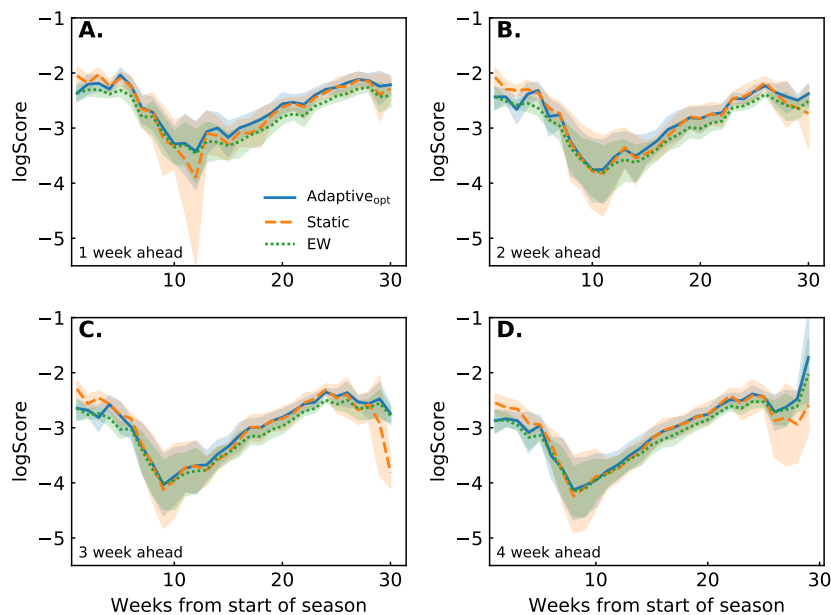 A.
−1
−2
−3
−4
−5
logScore
Adaptive_opt
Static
EW
1 week ahead
10
20
30
B.
−1
−2
−3
−4
−5
logScore
2 week ahead
10
20
30
C.
−1
−2
−3
−4
−5
logScore
3 week ahead
10
20
30
Weeks from start of season
D.
−1
−2
−3
−4
−5
logScore
4 week ahead
10
20
30
Weeks from start of season